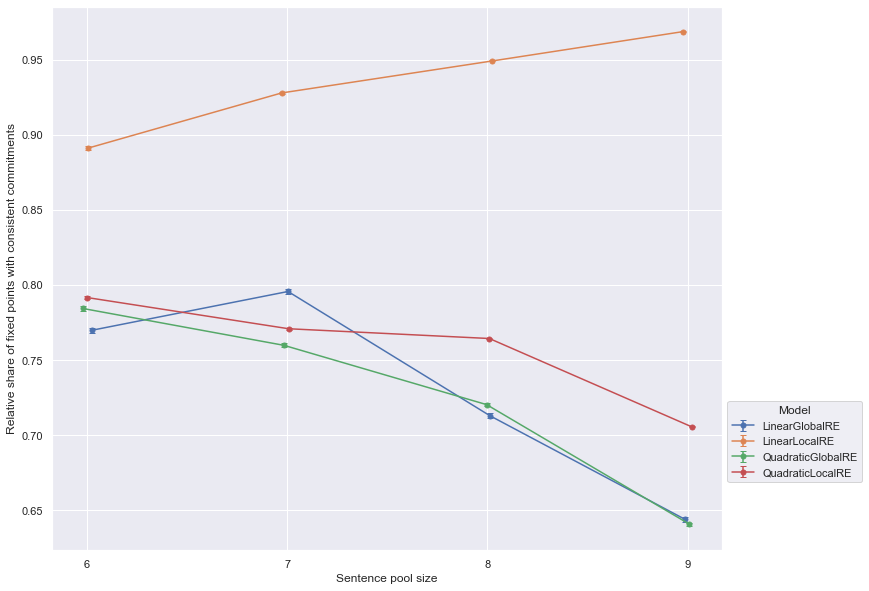 Relative share of fixed points with consistent commitments
0.95
0.90
0.85
0.80
0.75
0.70
0.65
6
7
8
9
Sentence pool size
Model
LinearGlobalRE
LinearLocalRE
QuadraticGlobalRE
QuadraticLocalRE